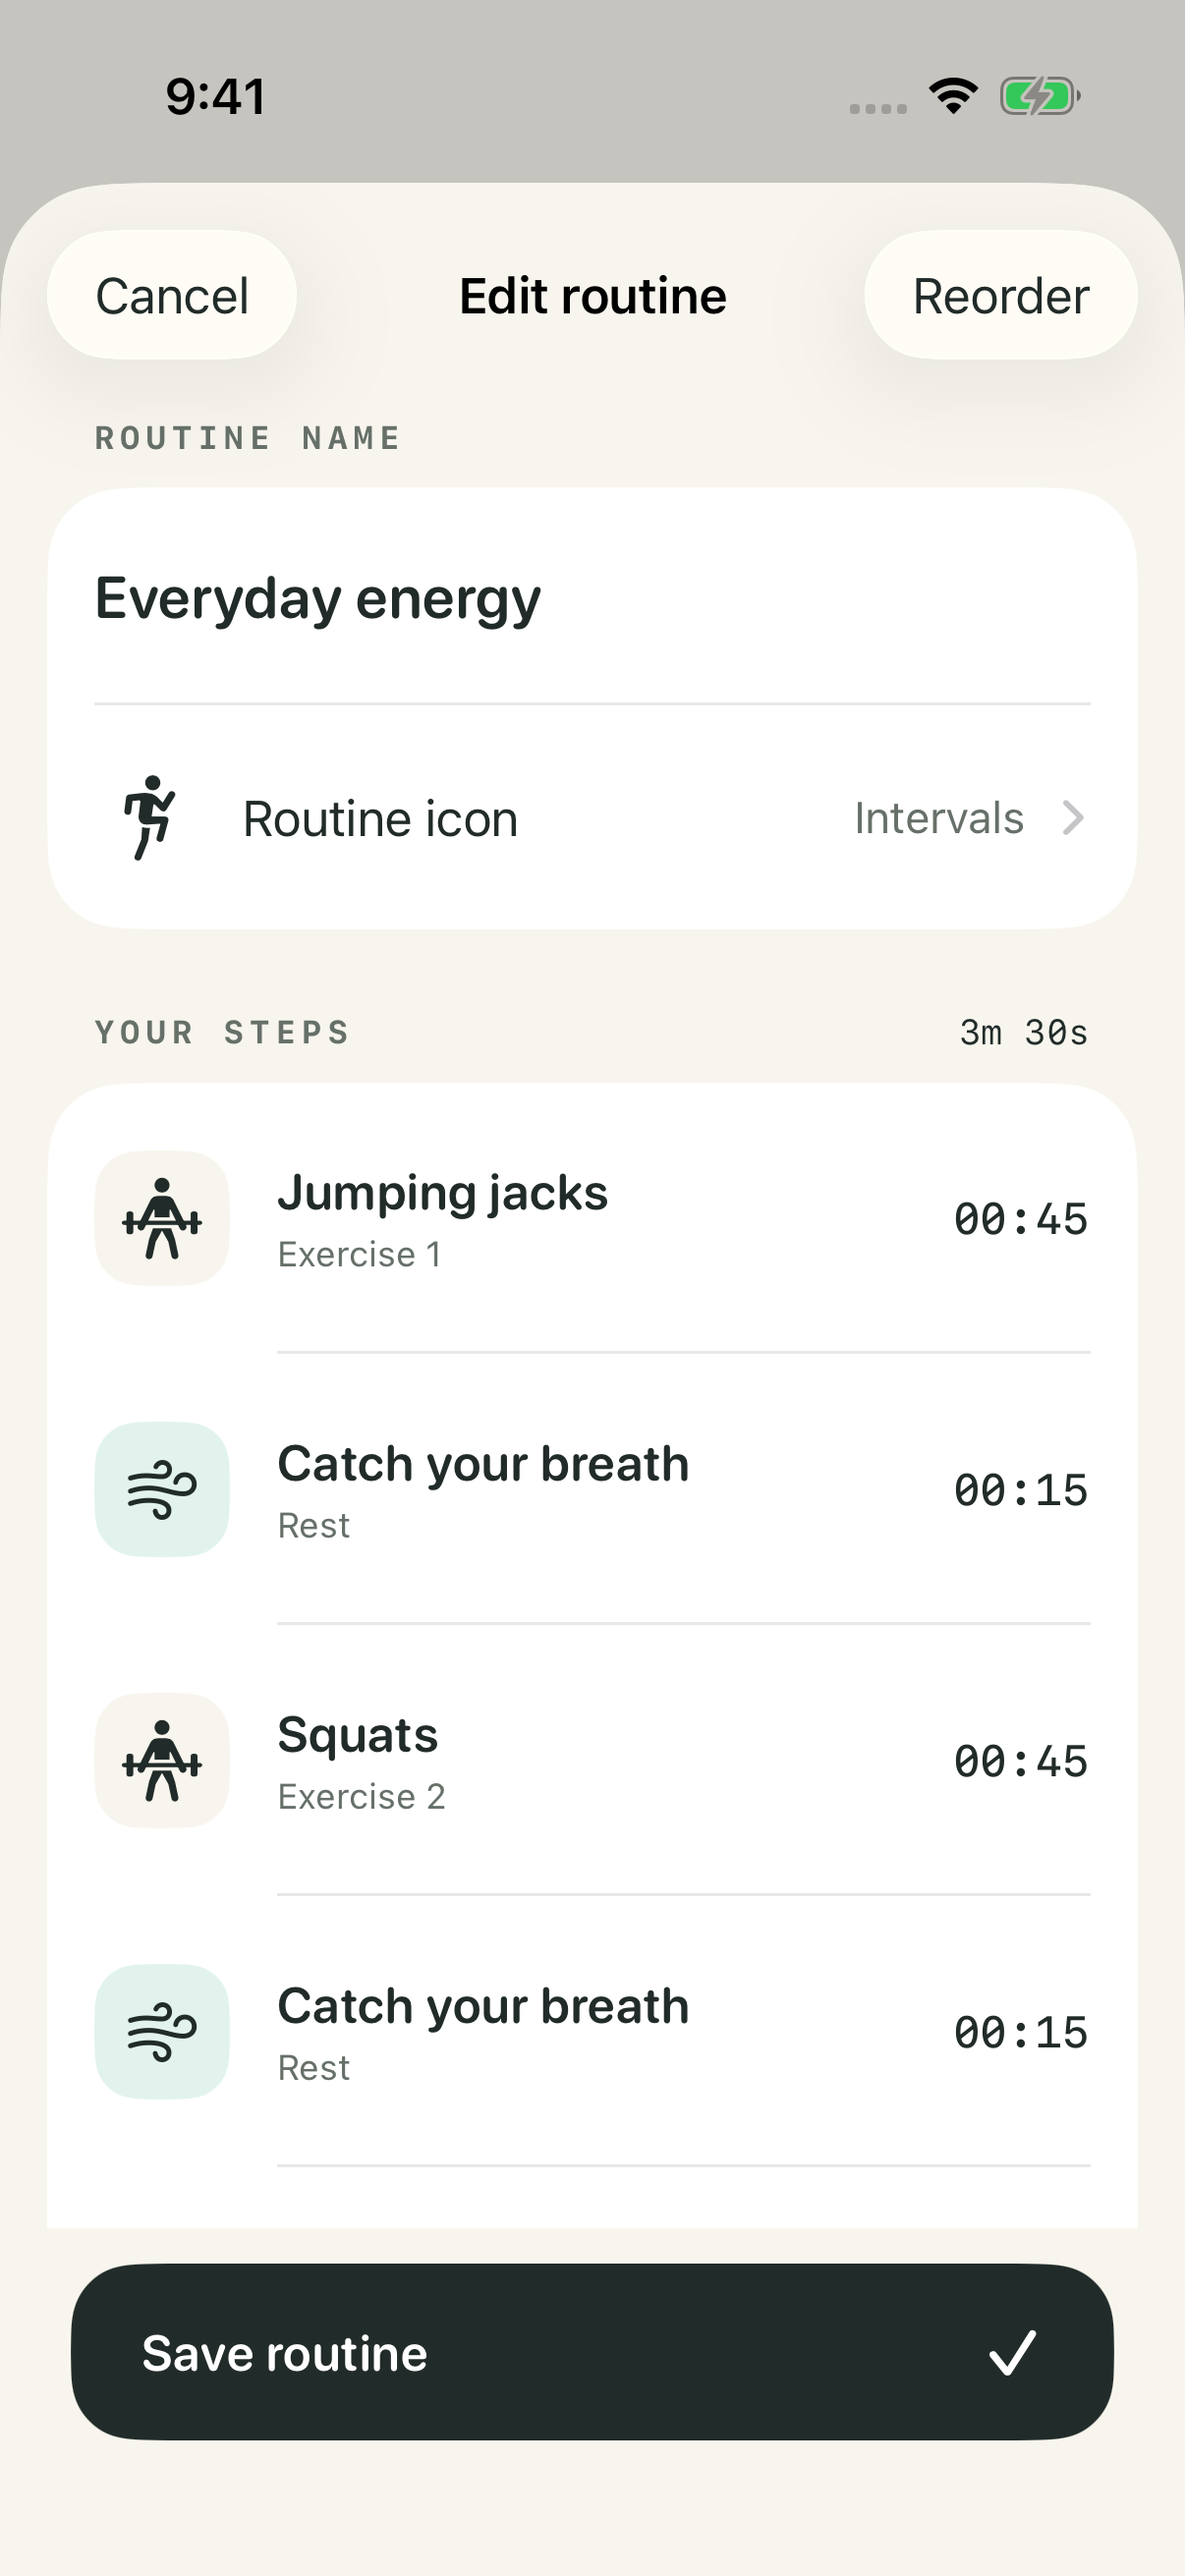 9:41
Cancel
Edit routine
Reorder
ROUTINE NAME
Everyday energy
Routine icon
Intervals
YOUR STEPS
3m 30s
Jumping jacks
Exercise 1
00:45
Catch your breath
Rest
00:15
Squats
Exercise 2
00:45
Catch your breath
Rest
00:15
Save routine